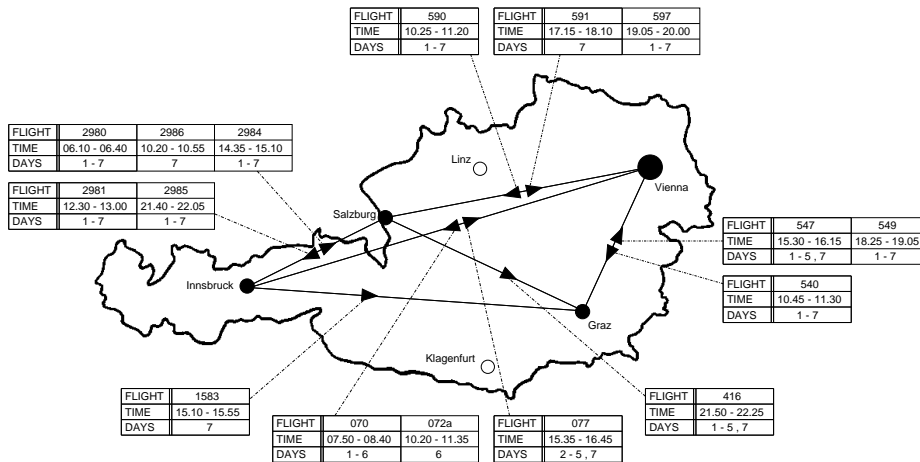 FLIGHT 590
TIME 10.25 - 11.20
DAYS 1 - 7
FLIGHT 591 597
TIME 17.15 - 18.10 19.05 - 20.00
DAYS 7 1 - 7
FLIGHT 2980 2986 2984
TIME 06.10 - 06.40 10.20 - 10.55 14.35 - 15.10
DAYS 1 - 7 7 1 - 7
FLIGHT 2981 2985
TIME 12.30 - 13.00 21.40 - 22.05
DAYS 1 - 7 1 - 7
Linz
Vienna
Salzburg
Innsbruck
Graz
Klagenfurt
FLIGHT 547 549
TIME 15.30 - 16.15 18.25 - 19.05
DAYS 1 - 5 , 7 1 - 7
FLIGHT 540
TIME 10.45 - 11.30
DAYS 1 - 7
FLIGHT 1583
TIME 15.10 - 15.55
DAYS 7
FLIGHT 070 072a
TIME 07.50 - 08.40 10.20 - 11.35
DAYS 1 - 6 6
FLIGHT 077
TIME 15.35 - 16.45
DAYS 2 - 5 , 7
FLIGHT 416
TIME 21.50 - 22.25
DAYS 1 - 5 , 7